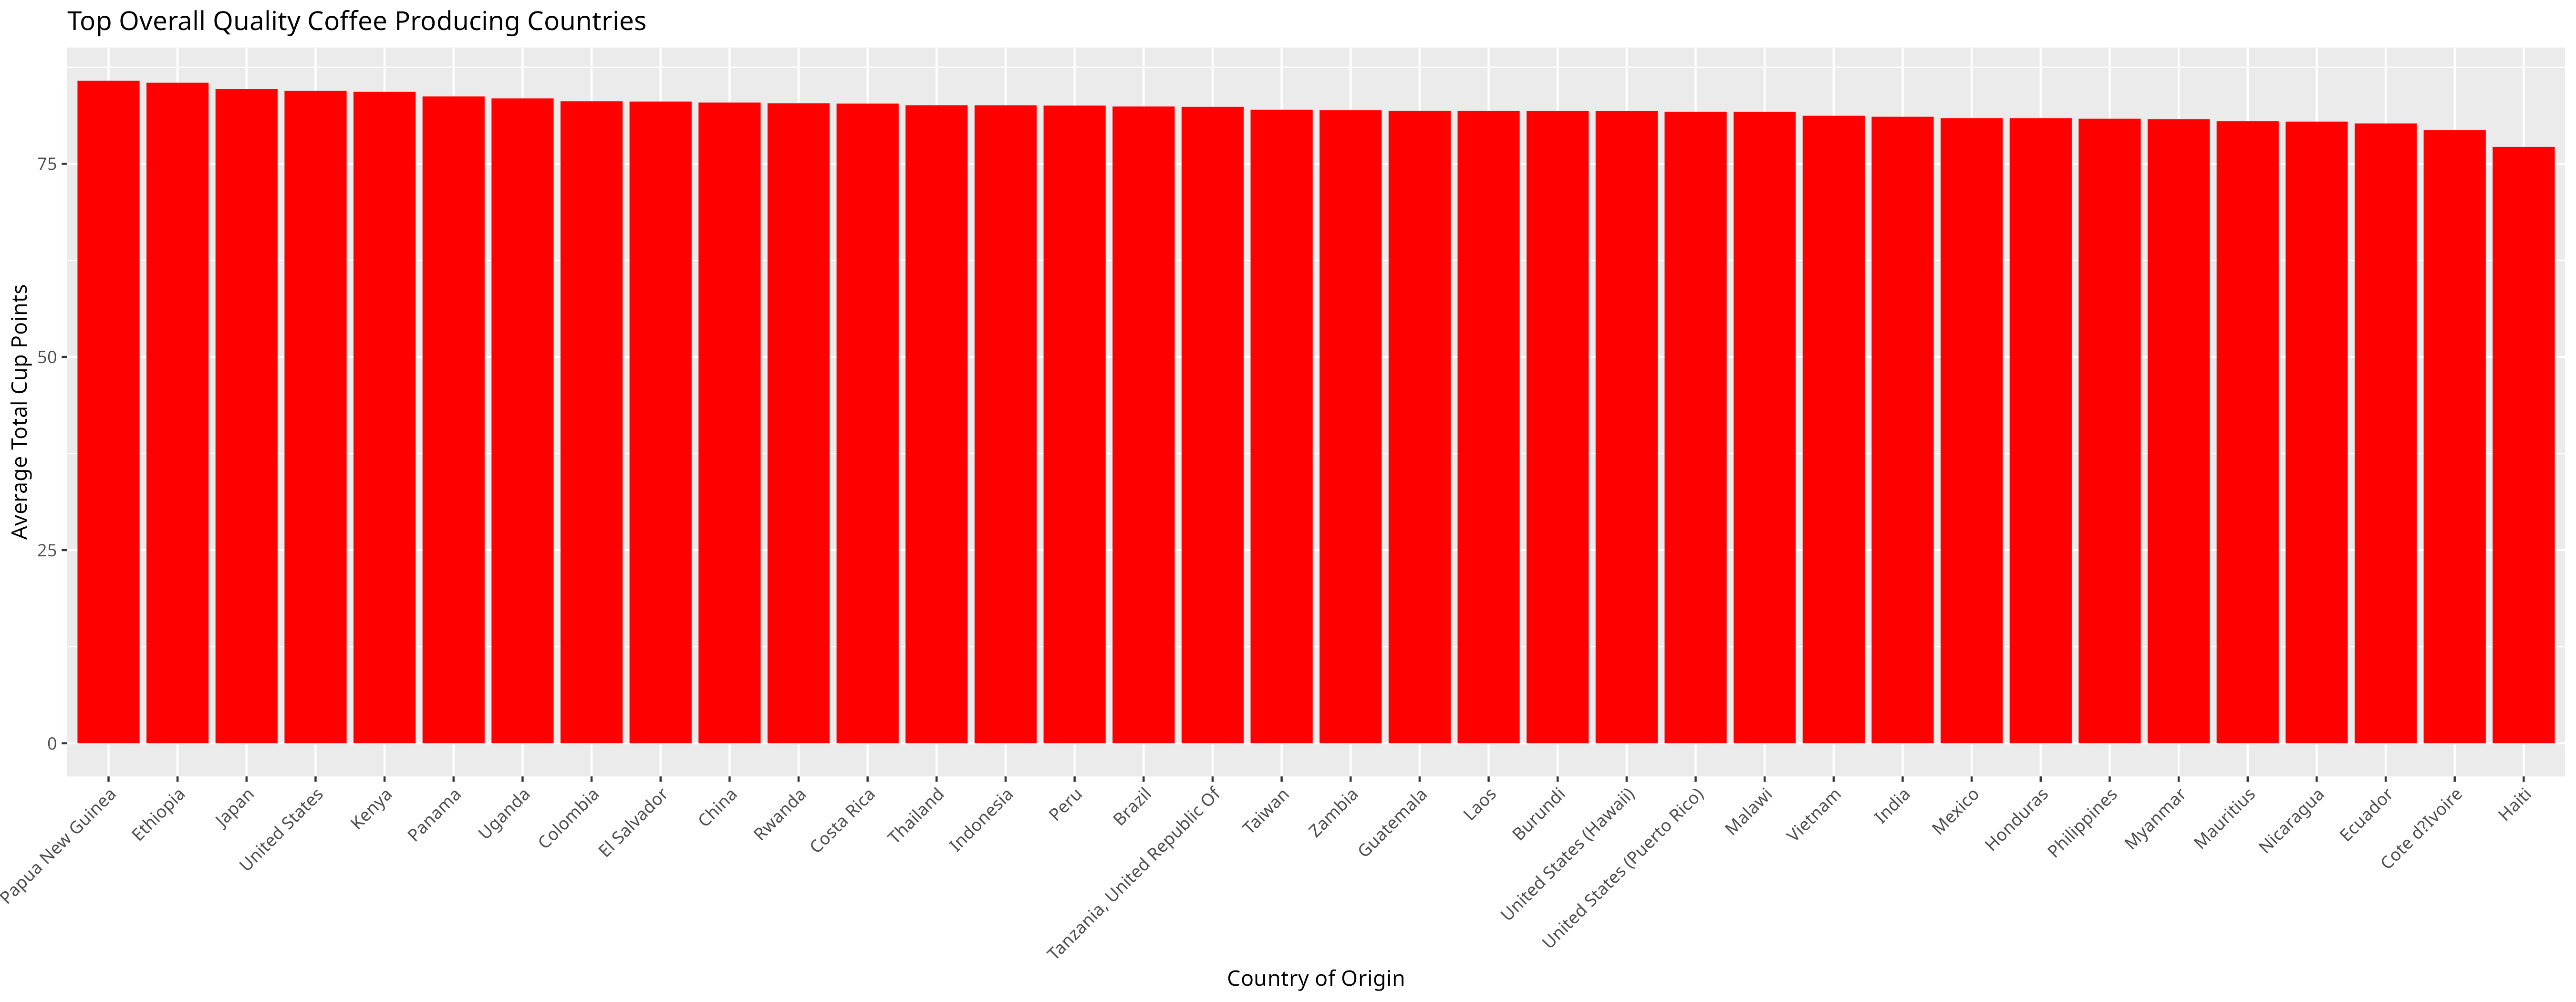 Top Overall Quality Coffee Producing Countries
Average Total Cup Points
75
50
25
0
Papua New Guinea
Ethiopia
Japan
United States
Kenya
Panama
Uganda
Colombia
El Salvador
China
Rwanda
Costa Rica
Thailand
Indonesia
Peru
Brazil
Tanzania, United Republic Of
Taiwan
Zambia
Guatemala
Laos
Burundi
United States (Hawaii)
United States (Puerto Rico)
Malawi
Vietnam
India
Mexico
Honduras
Philippines
Myanmar
Mauritius
Nicaragua
Ecuador
Cote d?Ivoire
Haiti
Country of Origin